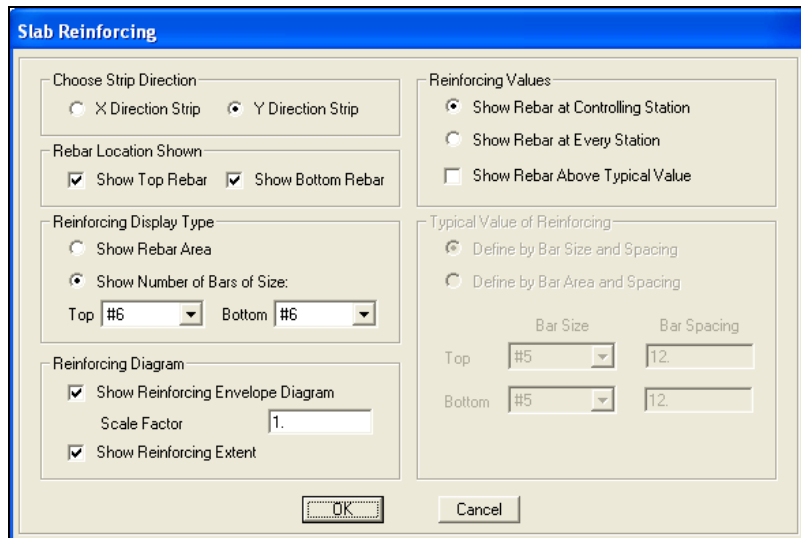 Slab Reinforcing
Choose Strip Direction
X Direction Strip
Y Direction Strip
Rebar Location Shown
Show Top Rebar
Show Bottom Rebar
Reinforcing Display Type
Show Rebar Area
Show Number of Bars of Size:
Top #6 Bottom #6
Reinforcing Diagram
Show Reinforcing Envelope Diagram
Scale Factor 1.
Show Reinforcing Extent
Reinforcing Values
Show Rebar at Controlling Station
Show Rebar at Every Station
Show Rebar Above Typical Value
Typical Value of Reinforcing
Define by Bar Size and Spacing
Define by Bar Area and Spacing
Bar Size Bar Spacing
Top #5 12.
Bottom #5 12.
OK Cancel